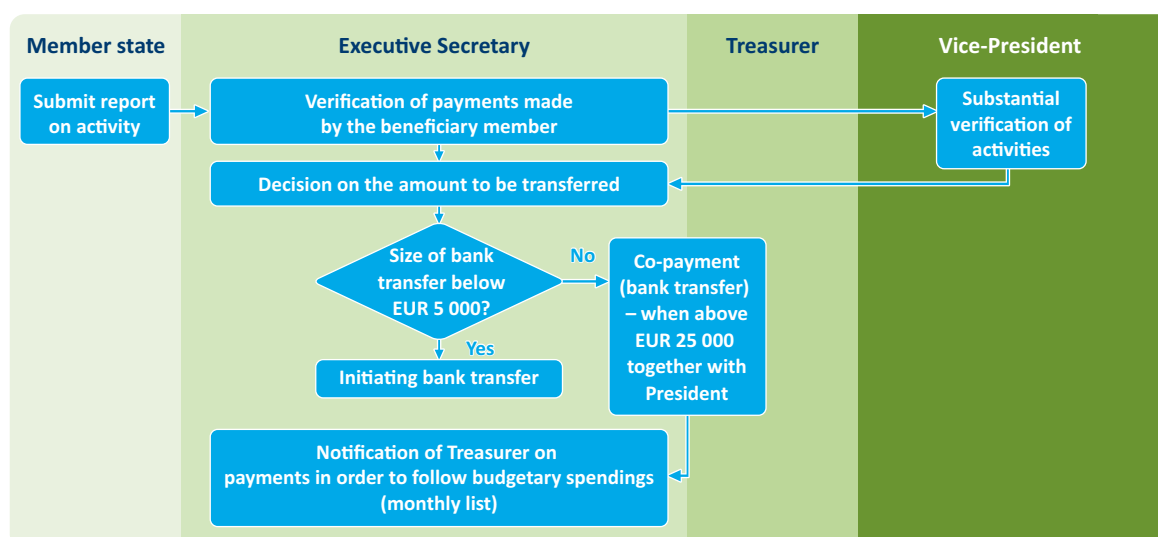 Member state
Executive Secretary
Treasurer
Vice-President
Submit report
on activity
Verification of payments made
by the beneficiary member
Substantial
verification of
activities
Decision on the amount to be transferred
Size of bank
transfer below
EUR 5 000?
No
Co-payment
(bank transfer)
– when above
EUR 25 000
together with
President
Yes
Initiating bank transfer
Notification of Treasurer on
payments in order to follow budgetary spendings
(monthly list)